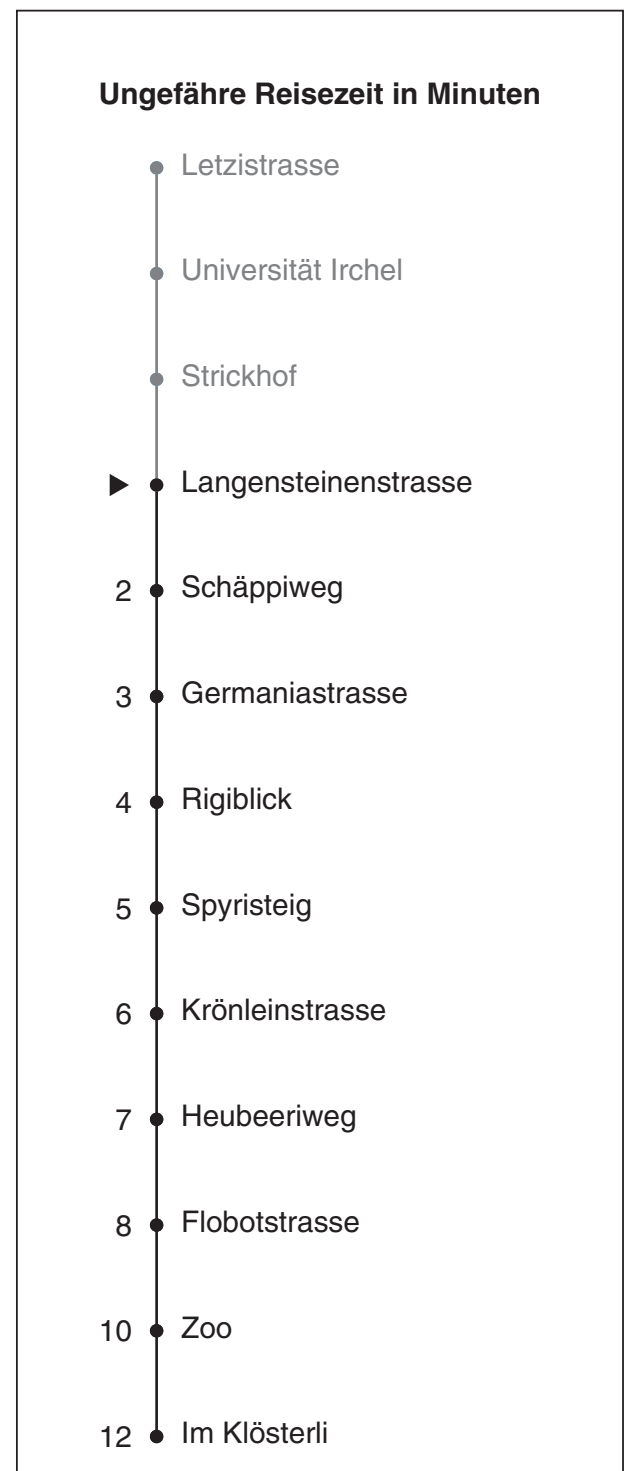 Ungefähre Reisezeit in Minuten
Letzistrasse
Universität Irchel
Strickhof
Langensteinenstrasse
2 Schäppiweg
3 Germaniastrasse
4 Rigiblick
5 Spyristeig
6 Krönleinstrasse
7 Heubeeriweg
8 Flobotstrasse
10 Zoo
12 Im Klösterli